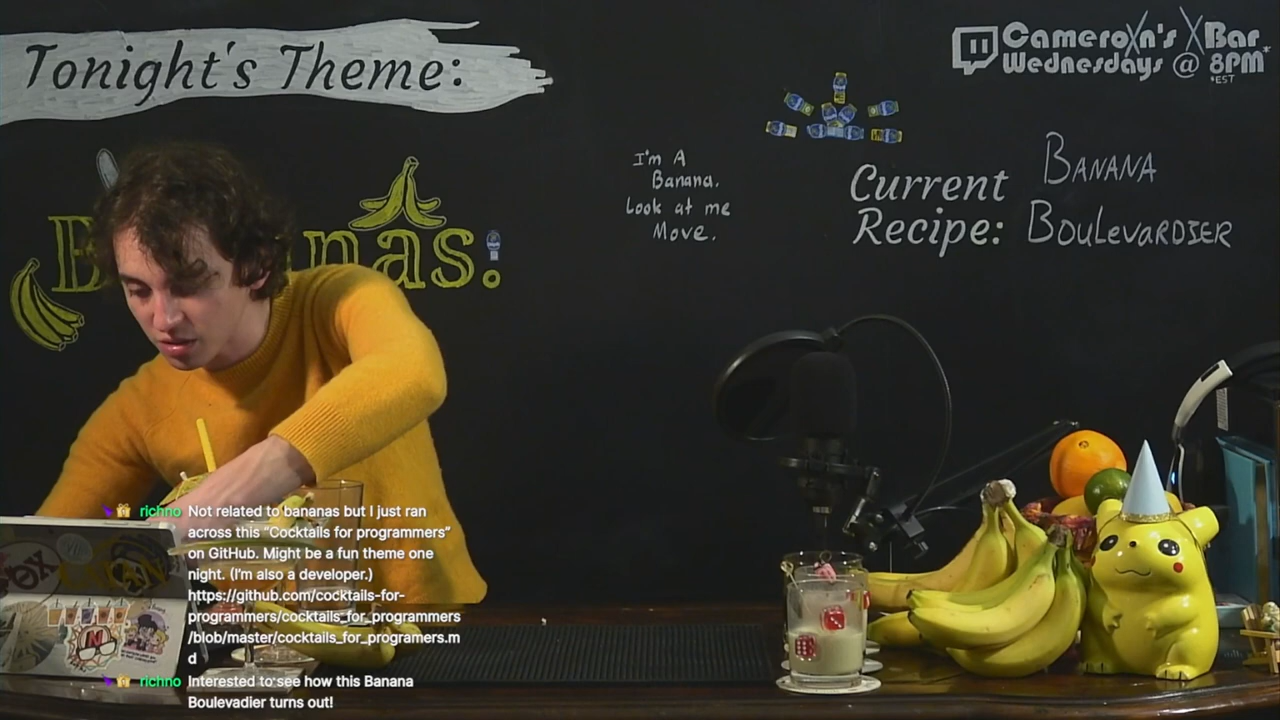 Tonight's Theme:
CameroXn's XBar*
Wednesdays @ 8PM
*EST
B nas.
I'm A
Banana.
Look at me
Move.
Current
Recipe:
BANANA
BOULEVARDIER
richno Not related to bananas but I just ran
across this "Cocktails for programmers"
on GitHub. Might be a fun theme one
night. (I'm also a developer.)
https://github.com/cocktails-for-
programmers/cocktails_for_programmers
/blob/master/cocktails_for_programers.m
d
richno Interested to see how this Banana
Boulevadier turns out!